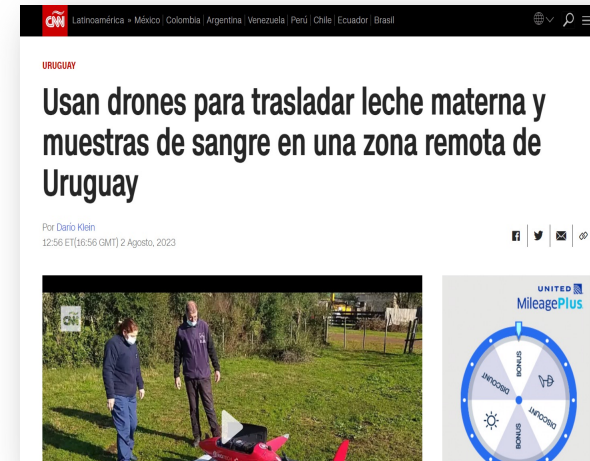 CNN Latinoamérica » México | Colombia | Argentina | Venezuela | Perú | Chile | Ecuador | Brasil
URUGUAY
Usan drones para trasladar leche materna y
muestras de sangre en una zona remota de
Uruguay
Por Darío Klein
12:56 ET(16:56 GMT) 2 Agosto, 2023
CNN
UNITED
MileagePlus
BONUS
DISCOUNT
DISCOUNT
BONUS